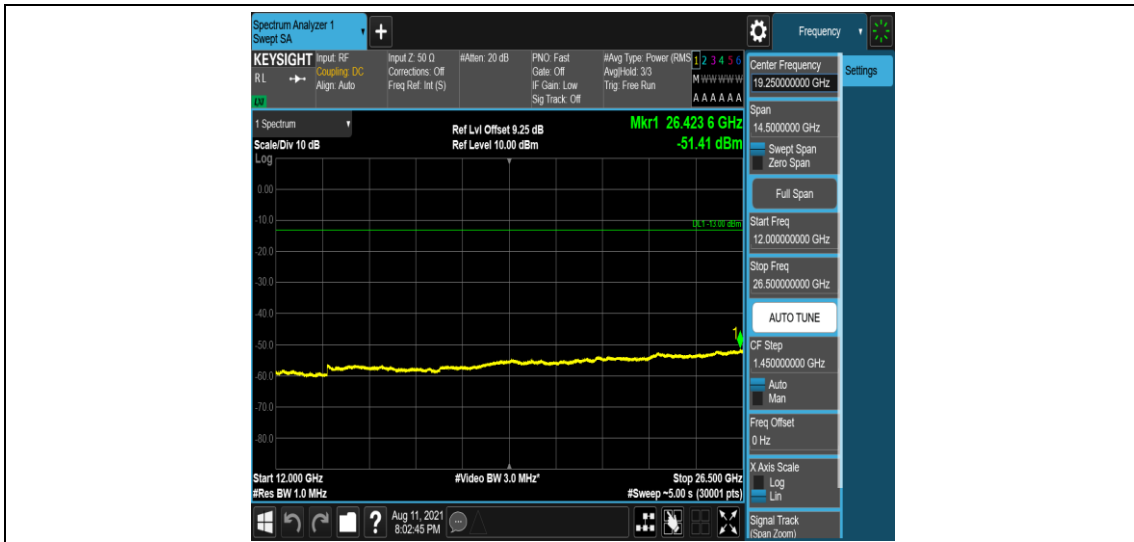 Spectrum Analyzer 1
Swept SA
+
Frequency
KEYSIGHT
RL
LM
Input: RF
Coupling: DC
Align: Auto
Input Z: 50 Ω
Corrections: Off
Freq Ref: Int (S)
#Atten: 20 dB
PNO: Fast
Gate: Off
IF Gain: Low
Sig Track: Off
#Avg Type: Power (RMS
Avg|Hold: 3/3
Trig: Free Run
1 2 3 4 5 6
M W W W W W
A A A A A A
1 Spectrum
Scale/Div 10 dB
Ref Lvl Offset 9.25 dB
Ref Level 10.00 dBm
Mkr1 26.423 6 GHz
-51.41 dBm
Log
0.00
-10.0
DL1 -13.00 dBm
-20.0
-30.0
-40.0
1
-50.0
-60.0
-70.0
-80.0
Start 12.000 GHz
#Res BW 1.0 MHz
#Video BW 3.0 MHz*
Stop 26.500 GHz
#Sweep ~5.00 s (30001 pts)
?
Aug 11, 2021
8:02:45 PM
Center Frequency
19.250000000 GHz
Settings
Span
14.5000000 GHz
Swept Span
Zero Span
Full Span
Start Freq
12.000000000 GHz
Stop Freq
26.500000000 GHz
AUTO TUNE
CF Step
1.450000000 GHz
Auto
Man
Freq Offset
0 Hz
X Axis Scale
Log
Lin
Signal Track
(Span Zoom)